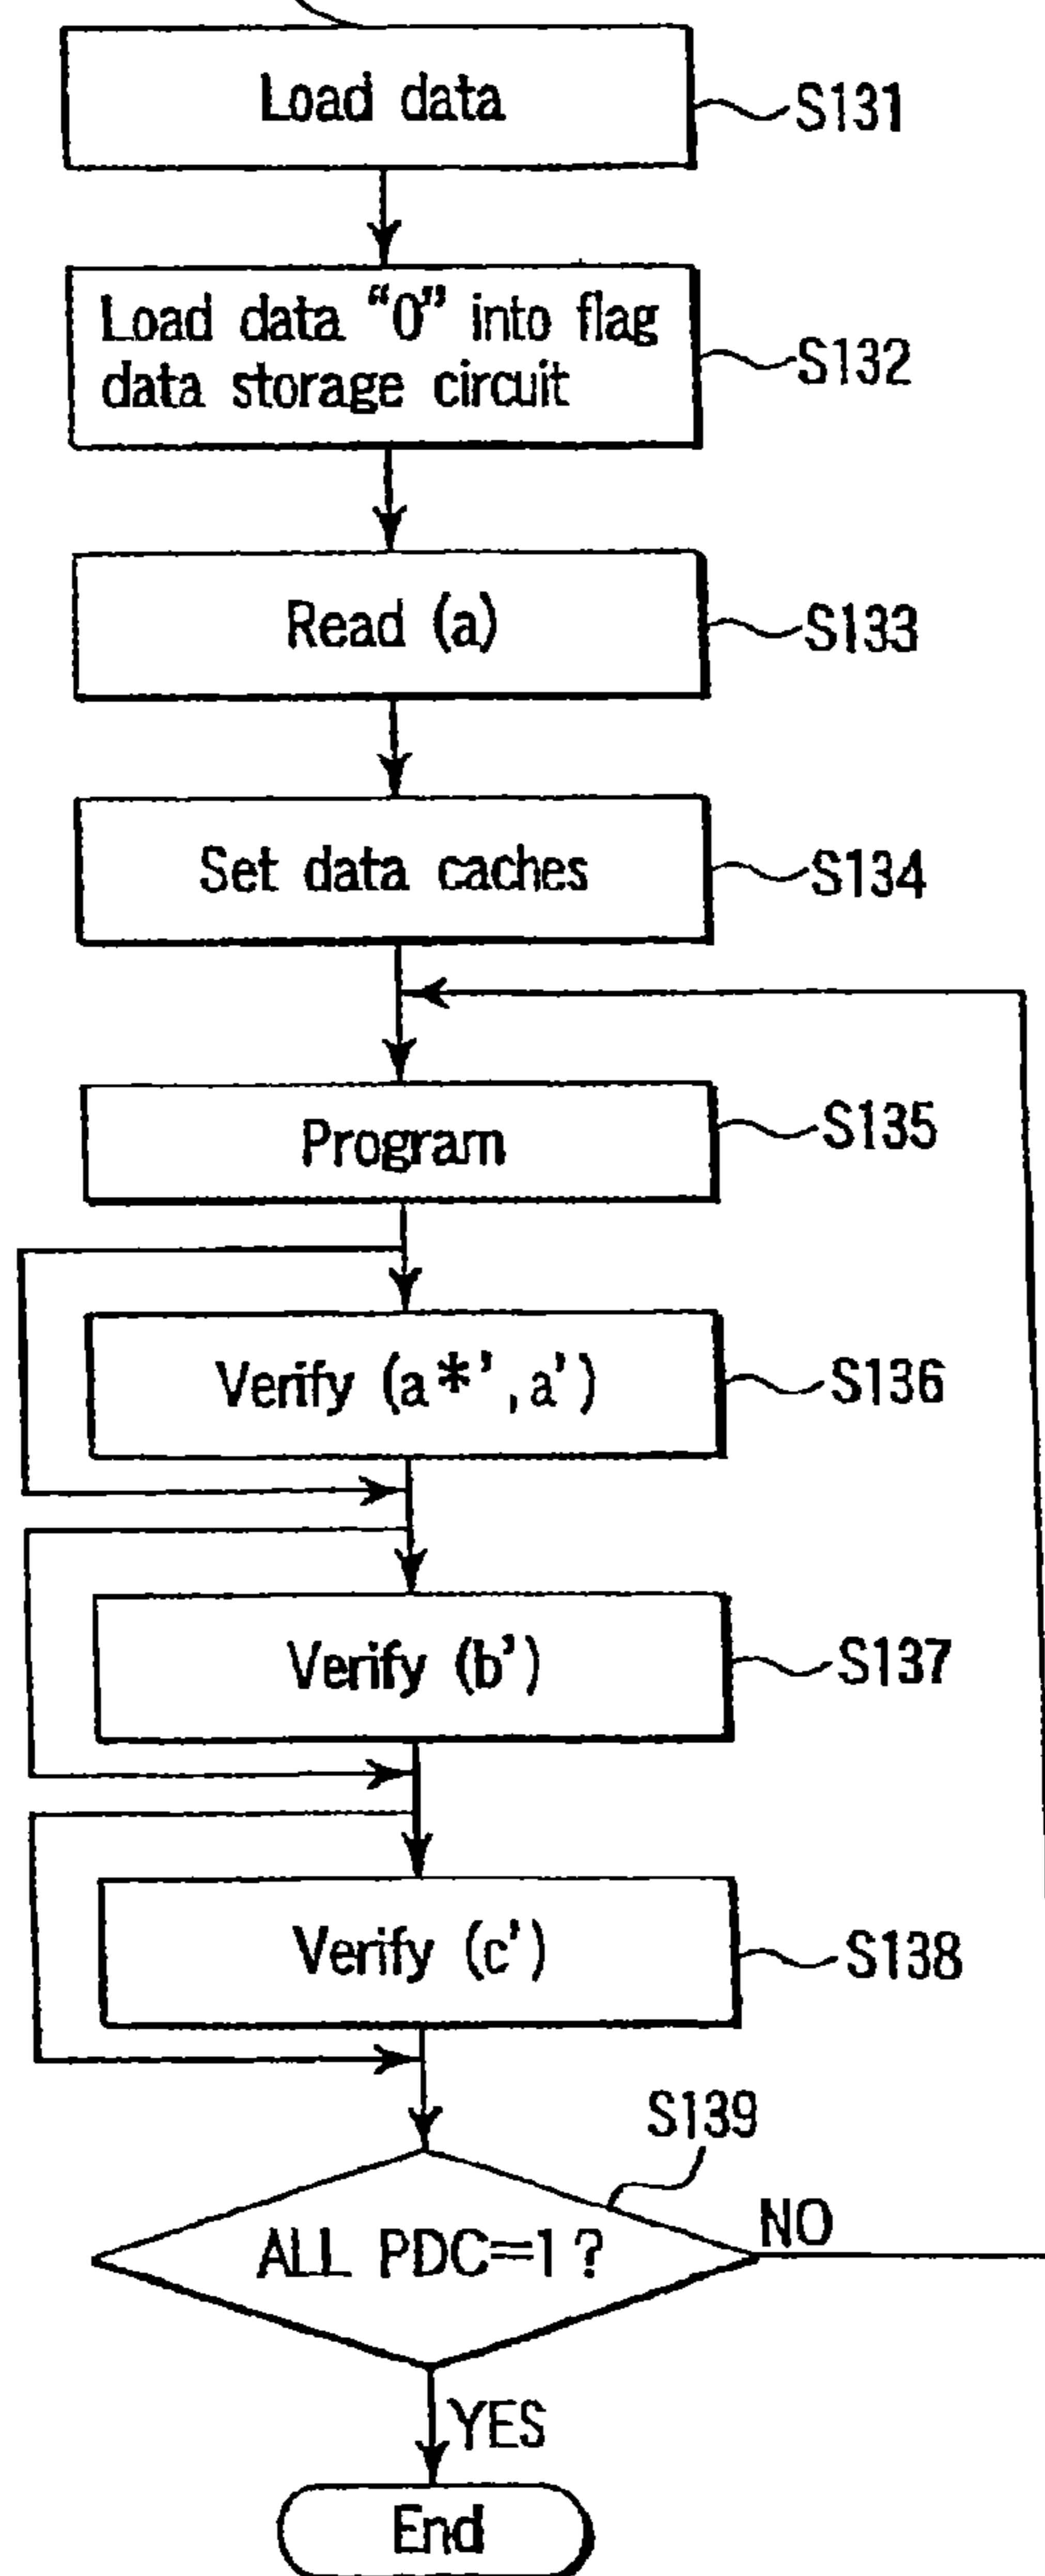 Load data
S131
Load data “0” into flag
data storage circuit
S132
Read (a)
S133
Set data caches
S134
Program
S135
Verify (a*’, a’)
S136
Verify (b’)
S137
Verify (c’)
S138
S139
ALL PDC=1?
NO
YES
End